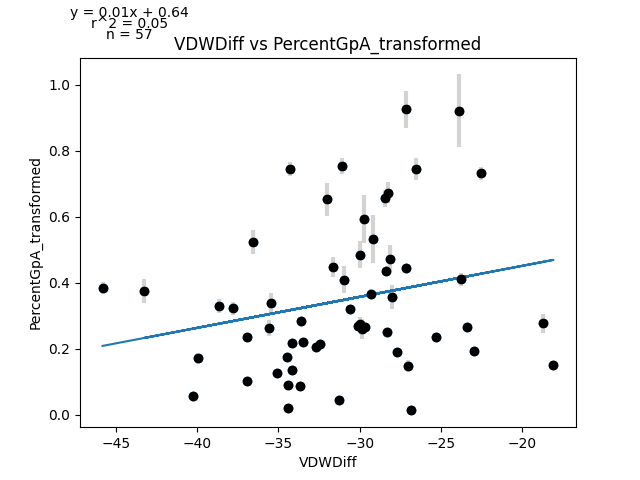 y = 0.01x + 0.64
r^2 = 0.05
n = 57
VDWDiff vs PercentGpA_transformed
PercentGpA_transformed
1.0
0.8
0.6
0.4
0.2
0.0
−45 −40 −35 −30 −25 −20
VDWDiff